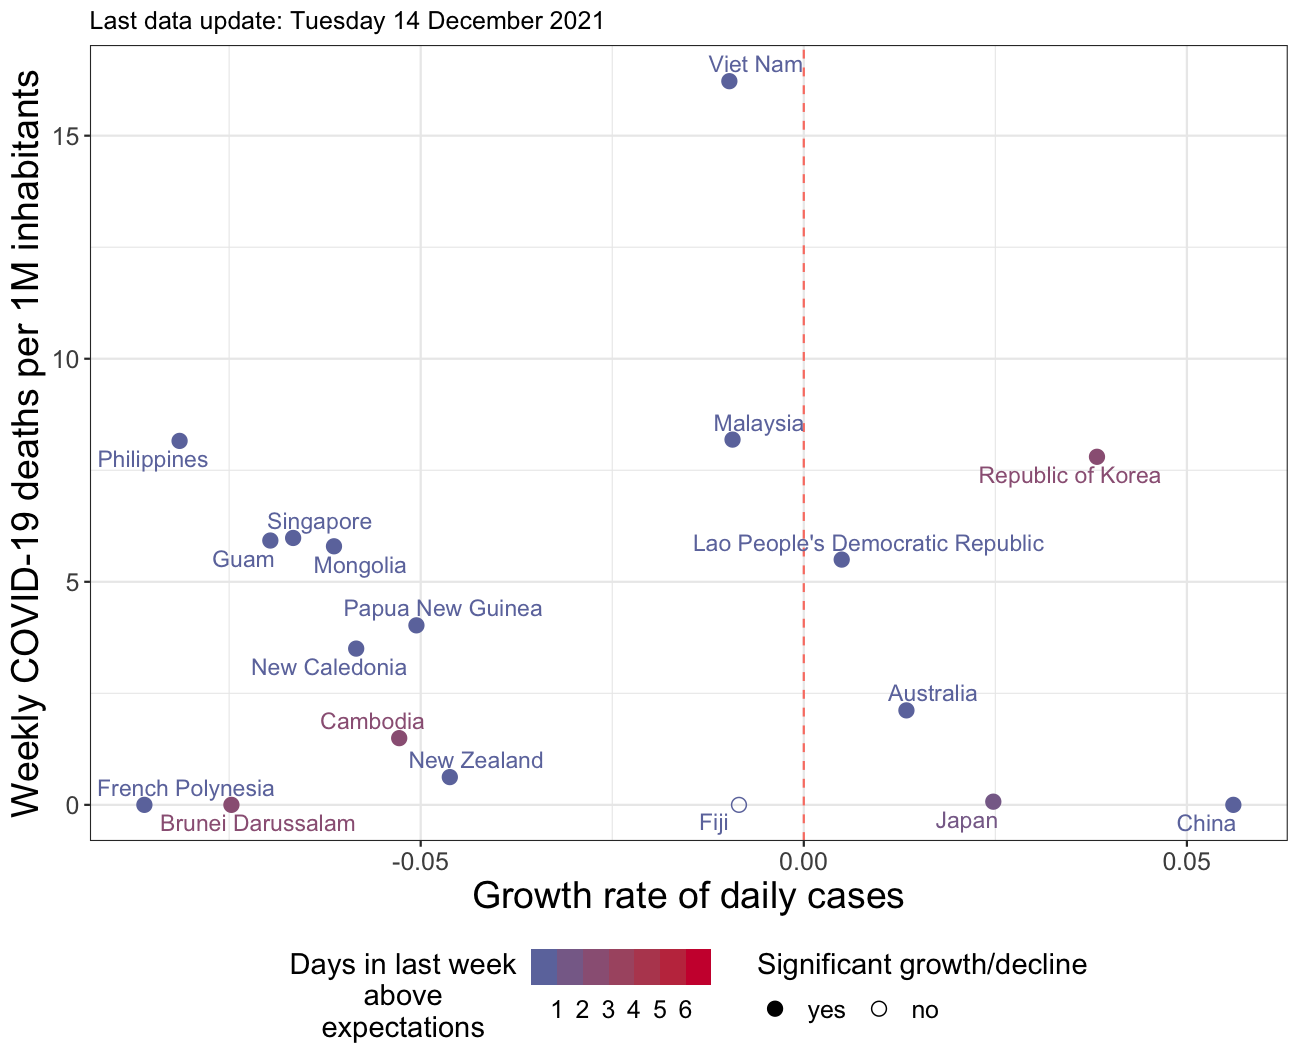 Last data update: Tuesday 14 December 2021
Weekly COVID-19 deaths per 1M inhabitants
15
10
5
0
Viet Nam
Malaysia
Philippines
Republic of Korea
Singapore
Guam
Mongolia
Lao People's Democratic Republic
Papua New Guinea
New Caledonia
Australia
Cambodia
New Zealand
French Polynesia
Brunei Darussalam
Fiji
Japan
China
-0.05
0.00
0.05
Growth rate of daily cases
Days in last week
above
expectations
1 2 3 4 5 6
Significant growth/decline
yes
no